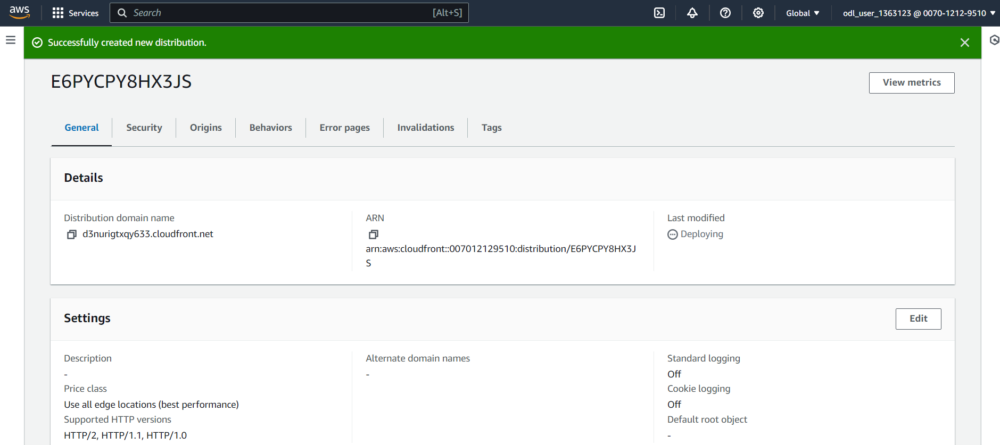 aws
Services
Search
[Alt+S]
Global
odl_user_1363123 @ 0070-1212-9510
Successfully created new distribution.
E6PYCPY8HX3JS
View metrics
General
Security
Origins
Behaviors
Error pages
Invalidations
Tags
Details
Distribution domain name
d3nurigtxqy633.cloudfront.net
ARN
arn:aws:cloudfront::007012129510:distribution/E6PYCPY8HX3J
S
Last modified
Deploying
Settings
Edit
Description
-
Price class
Use all edge locations (best performance)
Supported HTTP versions
HTTP/2, HTTP/1.1, HTTP/1.0
Alternate domain names
-
Standard logging
Off
Cookie logging
Off
Default root object
-